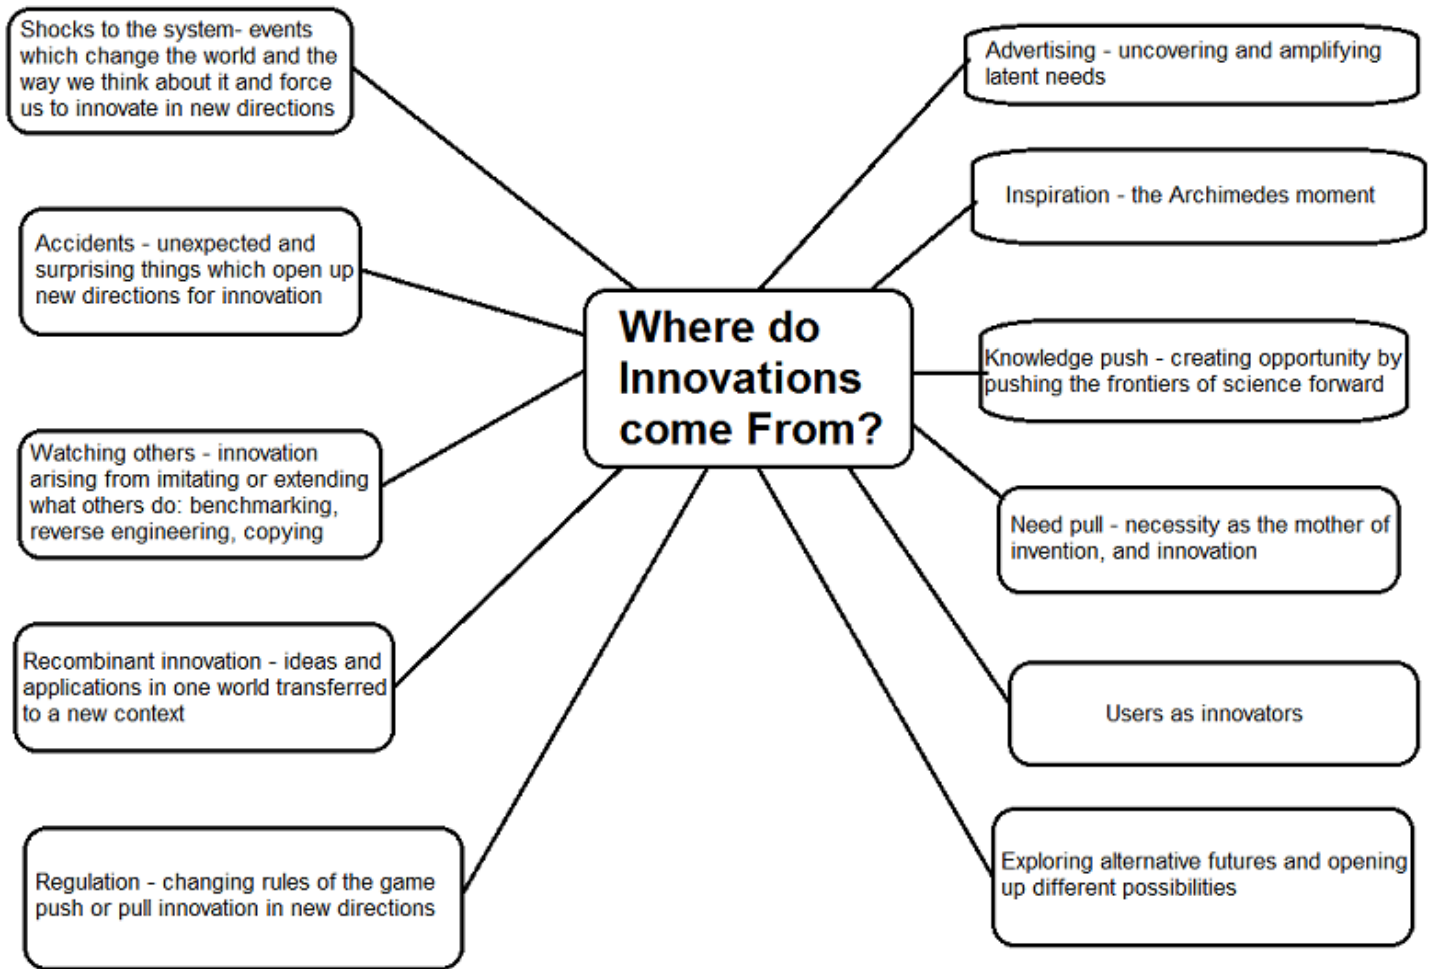 Shocks to the system- events
which change the world and the
way we think about it and force
us to innovate in new directions
Accidents - unexpected and
surprising things which open up
new directions for innovation
Watching others - innovation
arising from imitating or extending
what others do: benchmarking,
reverse engineering, copying
Recombinant innovation - ideas and
applications in one world transferred
to a new context
Regulation - changing rules of the game
push or pull innovation in new directions
Where do
Innovations
come From?
Advertising - uncovering and amplifying
latent needs
Inspiration - the Archimedes moment
Knowledge push - creating opportunity by
pushing the frontiers of science forward
Need pull - necessity as the mother of
invention, and innovation
Users as innovators
Exploring alternative futures and opening
up different possibilities